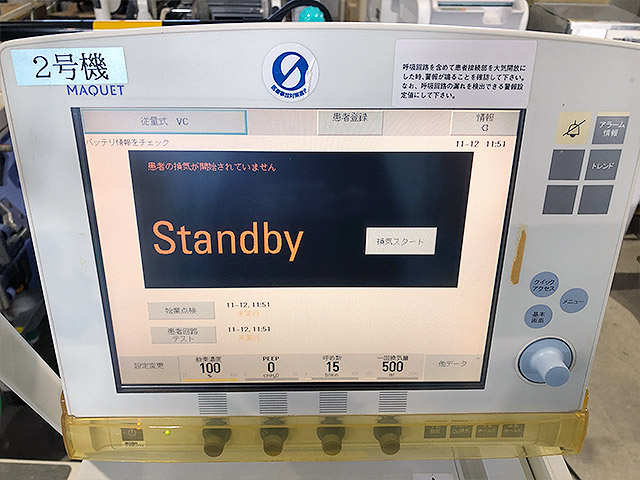 2号機
MAQUET
呼吸回路を含めて患者接続部を大気開放に
した時、警報が鳴ることを確認して下さい。
なお、呼吸回路の漏れを検出できる警報設
定値にして下さい。
従量式 VC
患者登録
情報
バッテリ情報をチェック
11-12 11:51
患者の換気が開始されていません
Standby
換気スタート
始業点検
11-12, 11:51
未実行
患者回路
テスト
11-12, 11:51
未実行
設定変更
酸素濃度
100
%
PEEP
0
cmH2O
呼吸数
15
b/min
一回換気量
500
ml
他データ
アラーム
情報
トレンド
クイック
アクセス
メニュー
基本
画面